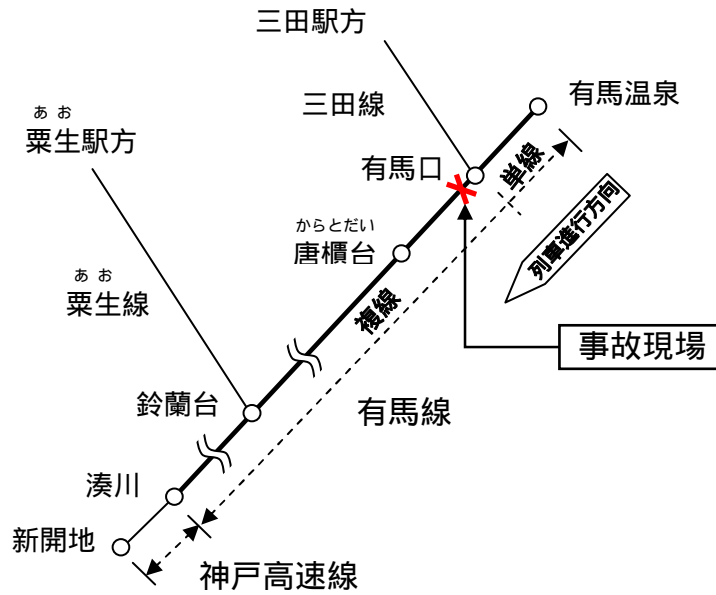 三田駅方
三田線
有馬温泉
あお
粟生駅方
有馬口
単線
列車進行方向
からとだい
唐櫃台
あお
粟生線
複線
事故現場
鈴蘭台
有馬線
湊川
新開地
神戸高速線